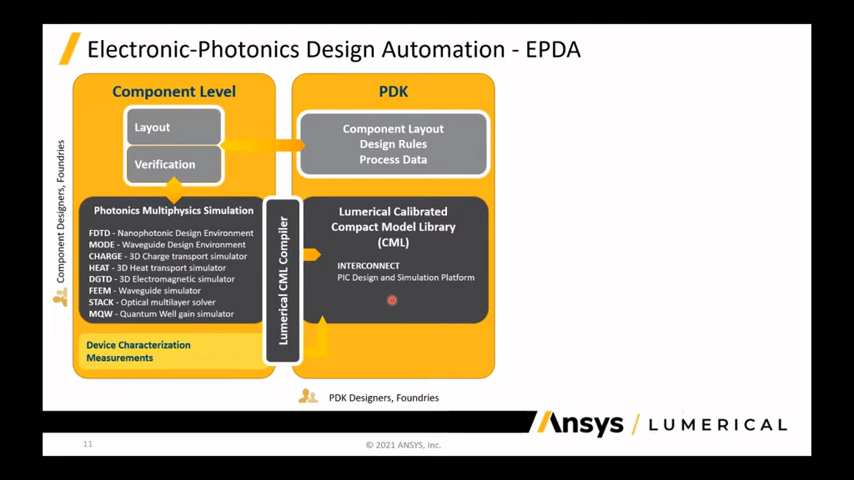 Electronic-Photonics Design Automation - EPDA
Component Level
Layout
Verification
Photonics Multiphysics Simulation
FDTD - Nanophotonic Design Environment
MODE - Waveguide Design Environment
CHARGE - 3D Charge transport simulator
HEAT - 3D Heat transport simulator
DGTD - 3D Electromagnetic simulator
FEEM - Waveguide simulator
STACK - Optical multilayer solver
MQW - Quantum Well gain simulator
Device Characterization
Measurements
Component Designers, Foundries
Lumerical CML Compiler
PDK
Component Layout
Design Rules
Process Data
Lumerical Calibrated
Compact Model Library
(CML)
INTERCONNECT
PIC Design and Simulation Platform
PDK Designers, Foundries
Ansys / LUMERICAL
11
© 2021 ANSYS, Inc.